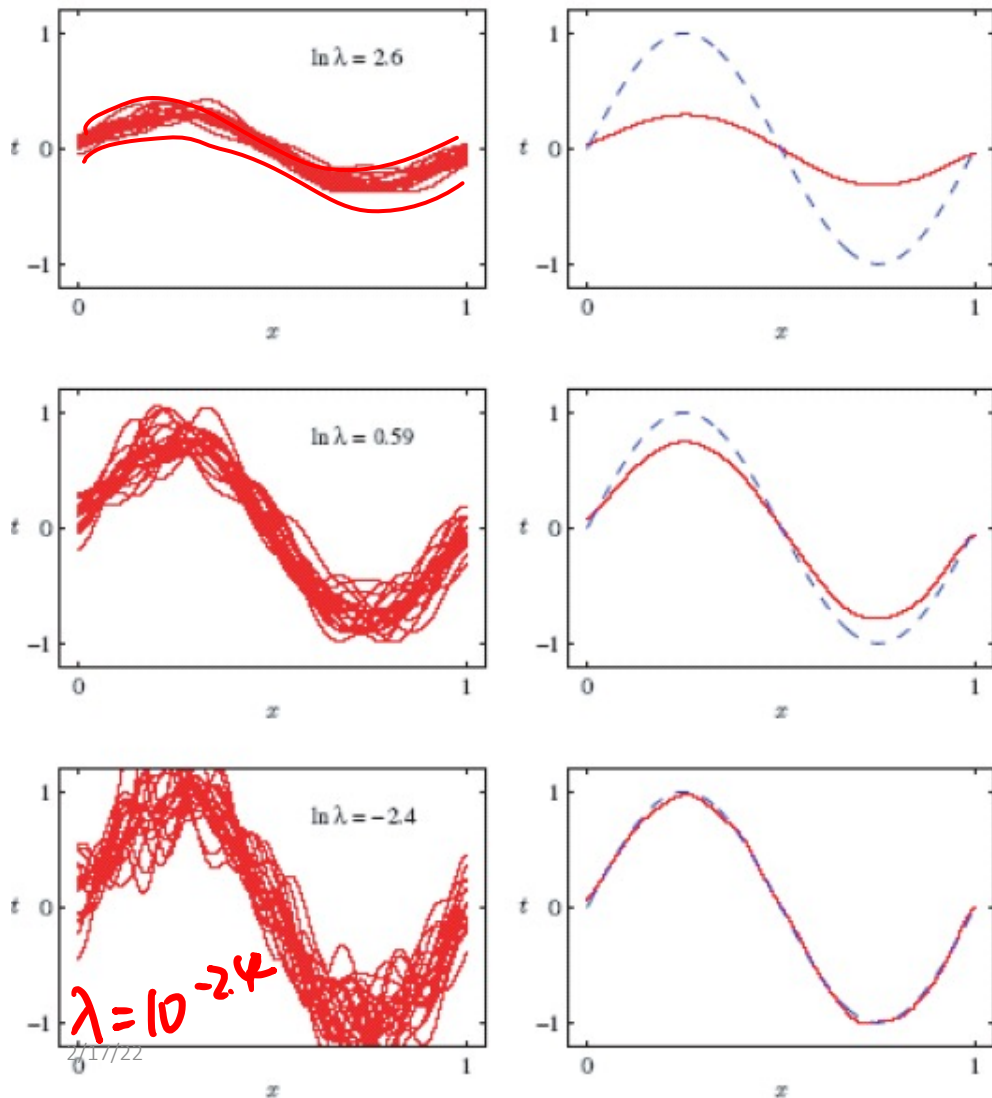 1
ln λ = 2.6
t 0
−1
0 1
x
1
t 0
−1
0 1
x
1
ln λ = 0.59
t 0
−1
0 1
x
1
t 0
−1
0 1
x
1
ln λ = −2.4
t 0
λ = 10^-2.4
−1
2/17/22
0 1
x
1
t 0
−1
0 1
x